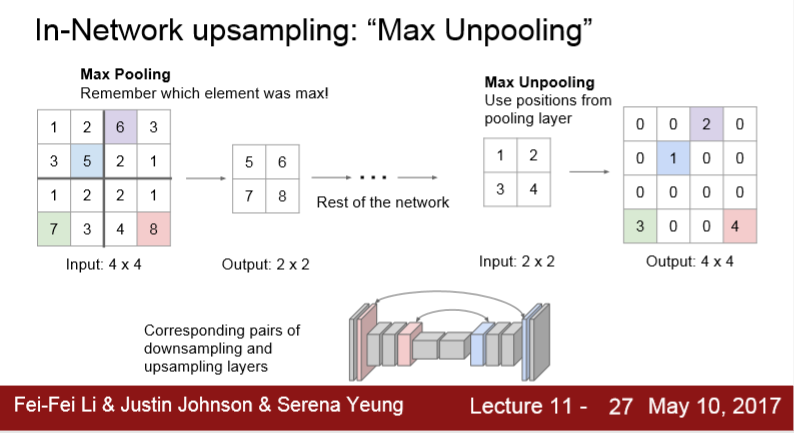 In-Network upsampling: “Max Unpooling”
Max Pooling
Remember which element was max!
1 2 6 3
3 5 2 1
1 2 2 1
7 3 4 8
Input: 4 x 4
5 6
7 8
Output: 2 x 2
...
Rest of the network
Max Unpooling
Use positions from
pooling layer
1 2
3 4
Input: 2 x 2
0 0 2 0
0 1 0 0
0 0 0 0
3 0 0 4
Output: 4 x 4
Corresponding pairs of
downsampling and
upsampling layers
Fei-Fei Li & Justin Johnson & Serena Yeung
Lecture 11 - 27 May 10, 2017